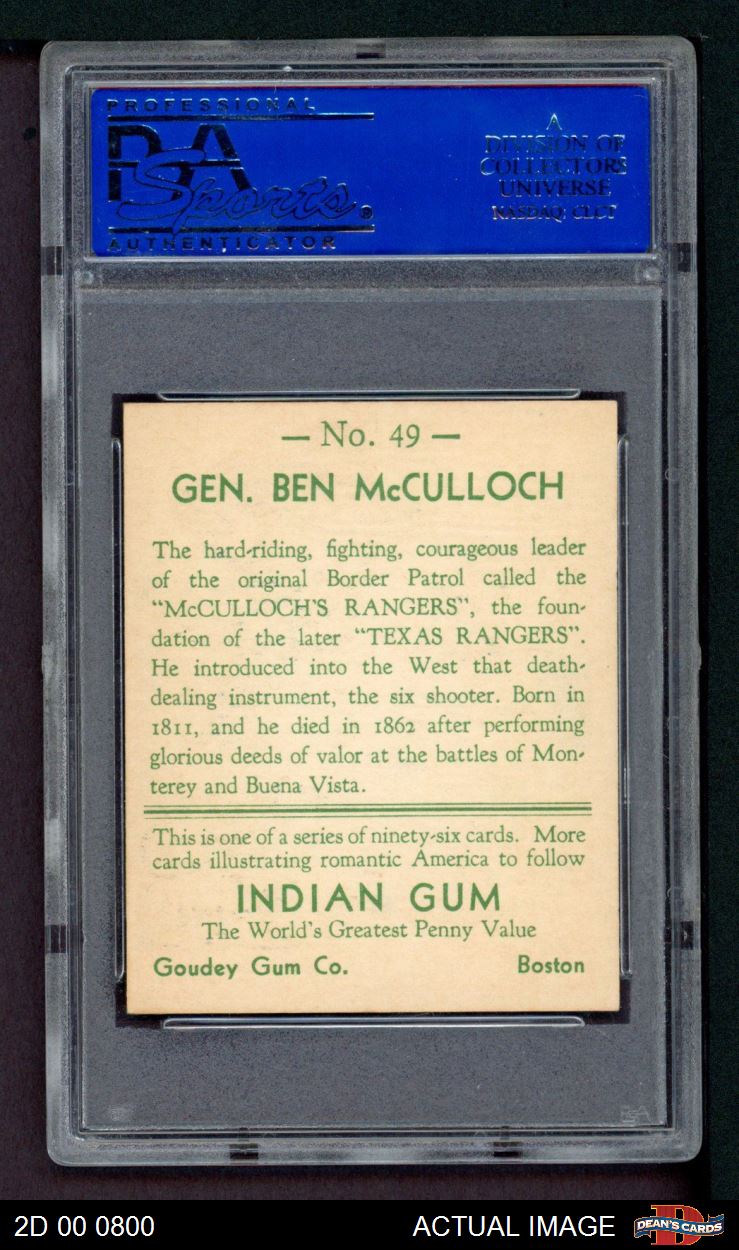 PROFESSIONAL
PSA
Sports®
AUTHENTICATOR
A
DIVISION OF
COLLECTORS
UNIVERSE
NASDAQ: CLCT
— No. 49 —
GEN. BEN McCULLOCH
The hard-riding, fighting, courageous leader
of the original Border Patrol called the
“McCULLOCH'S RANGERS”, the foun-
dation of the later “TEXAS RANGERS”.
He introduced into the West that death-
dealing instrument, the six shooter. Born in
1811, and he died in 1862 after performing
glorious deeds of valor at the battles of Mon-
terey and Buena Vista.
This is one of a series of ninety-six cards. More
cards illustrating romantic America to follow
INDIAN GUM
The World's Greatest Penny Value
Goudey Gum Co. Boston
PSA
2D 00 0800 ACTUAL IMAGE DEAN'S CARDS